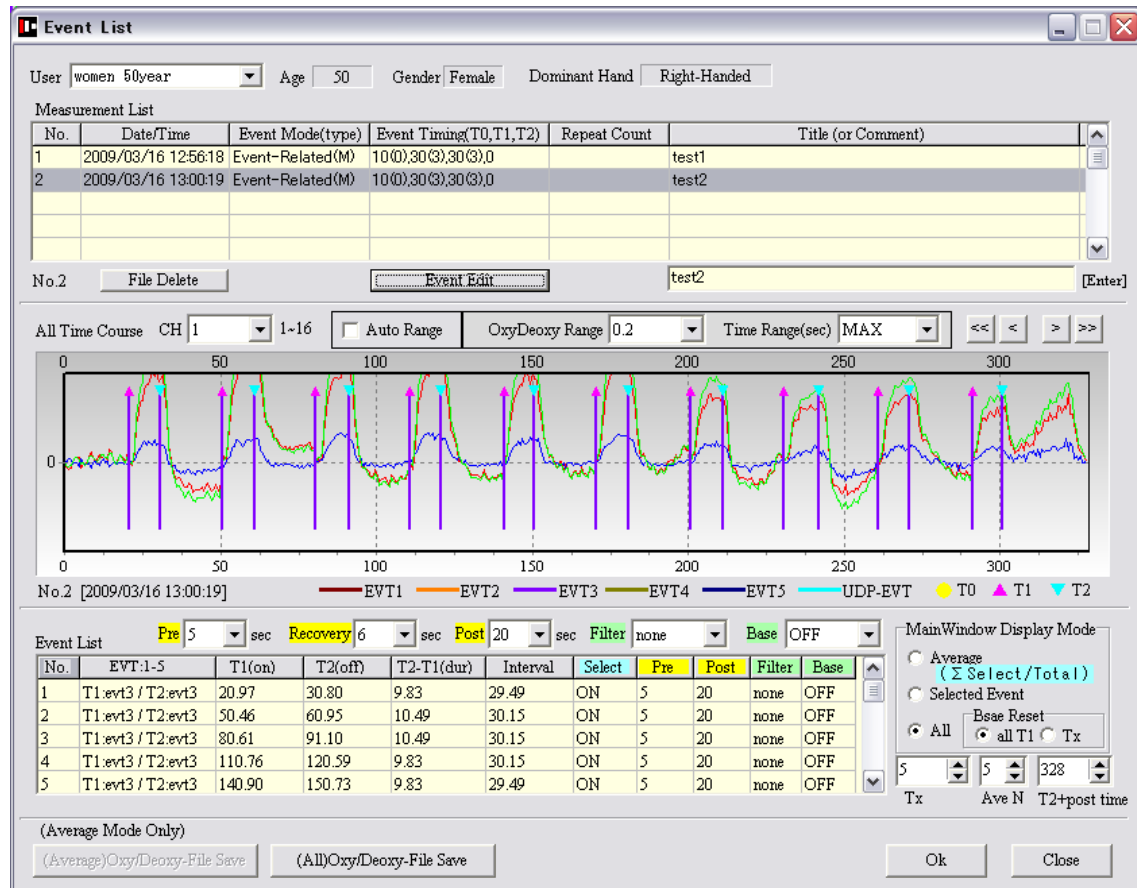 Event List
User women 50year Age 50 Gender Female Dominant Hand Right-Handed
Measurement List
No. Date/Time Event Mode(type) Event Timing(T0,T1,T2) Repeat Count Title (or Comment)
1 2009/03/16 12:56:18 Event-Related(M) 10(0),30(3),30(3),0 test1
2 2009/03/16 13:00:19 Event-Related(M) 10(0),30(3),30(3),0 test2
No.2 File Delete Event Edit test2 [Enter]
All Time Course CH 1 1~16 Auto Range OxyDeoxy Range 0.2 Time Range(sec) MAX << < > >>
0 50 100 150 200 250 300
0
0 50 100 150 200 250 300
No.2 [2009/03/16 13:00:19] EVT1 EVT2 EVT3 EVT4 EVT5 UDP-EVT T0 T1 T2
Event List Pre 5 sec Recovery 6 sec Post 20 sec Filter none Base OFF
No. EVT:1-5 T1(on) T2(off) T2-T1(dur) Interval Select Pre Post Filter Base
1 T1:evt3 / T2:evt3 20.97 30.80 9.83 29.49 ON 5 20 none OFF
2 T1:evt3 / T2:evt3 50.46 60.95 10.49 30.15 ON 5 20 none OFF
3 T1:evt3 / T2:evt3 80.61 91.10 10.49 30.15 ON 5 20 none OFF
4 T1:evt3 / T2:evt3 110.76 120.59 9.83 30.15 ON 5 20 none OFF
5 T1:evt3 / T2:evt3 140.90 150.73 9.83 29.49 ON 5 20 none OFF
MainWindow Display Mode
Average
(ΣSelect/Total)
Selected Event
Bsae Reset
All all T1 Tx
5 5 328
Tx Ave N T2+post time
(Average Mode Only)
(Average)Oxy/Deoxy-File Save (All)Oxy/Deoxy-File Save Ok Close